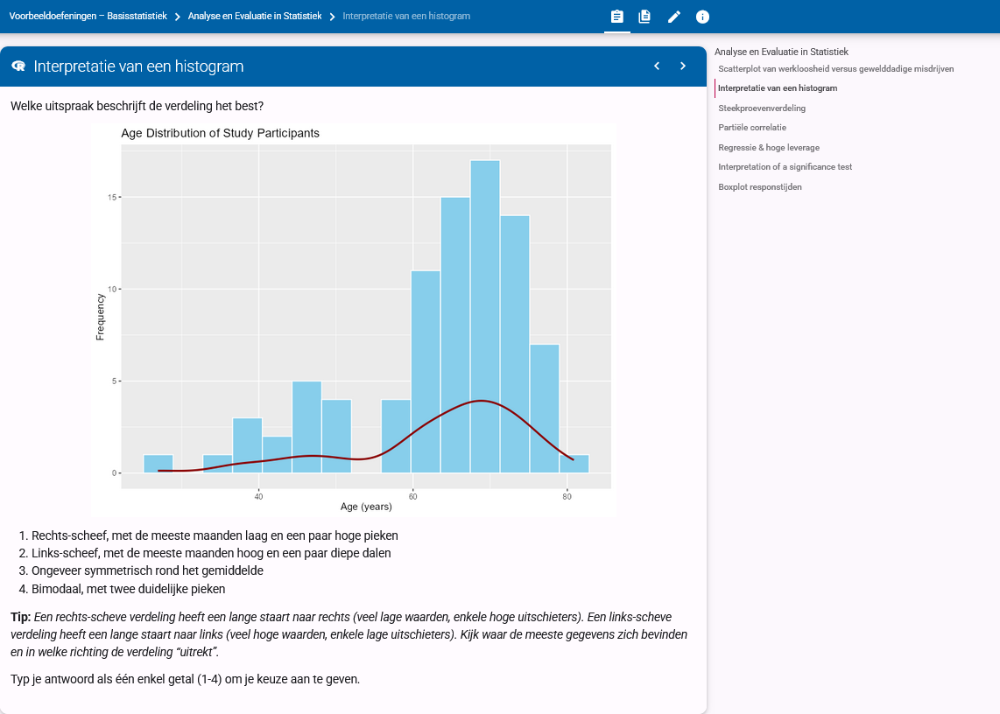 Voorbeeldoefeningen – Basisstatistiek > Analyse en Evaluatie in Statistiek > Interpretatie van een histogram
Interpretatie van een histogram
Welke uitspraak beschrijft de verdeling het best?
Age Distribution of Study Participants
15
10
5
0
Frequency
40 60 80
Age (years)
1. Rechts-scheef, met de meeste maanden laag en een paar hoge pieken
2. Links-scheef, met de meeste maanden hoog en een paar diepe dalen
3. Ongeveer symmetrisch rond het gemiddelde
4. Bimodaal, met twee duidelijke pieken
Tip: Een rechts-scheve verdeling heeft een lange staart naar rechts (veel lage waarden, enkele hoge uitschieters). Een links-scheve
verdeling heeft een lange staart naar links (veel hoge waarden, enkele lage uitschieters). Kijk waar de meeste gegevens zich bevinden
en in welke richting de verdeling “uitrekt”.
Typ je antwoord als één enkel getal (1-4) om je keuze aan te geven.
Analyse en Evaluatie in Statistiek
Scatterplot van werkloosheid versus gewelddadige misdrijven
Interpretatie van een histogram
Steekproevenverdeling
Partiële correlatie
Regressie & hoge leverage
Interpretation of a significance test
Boxplot responstijden